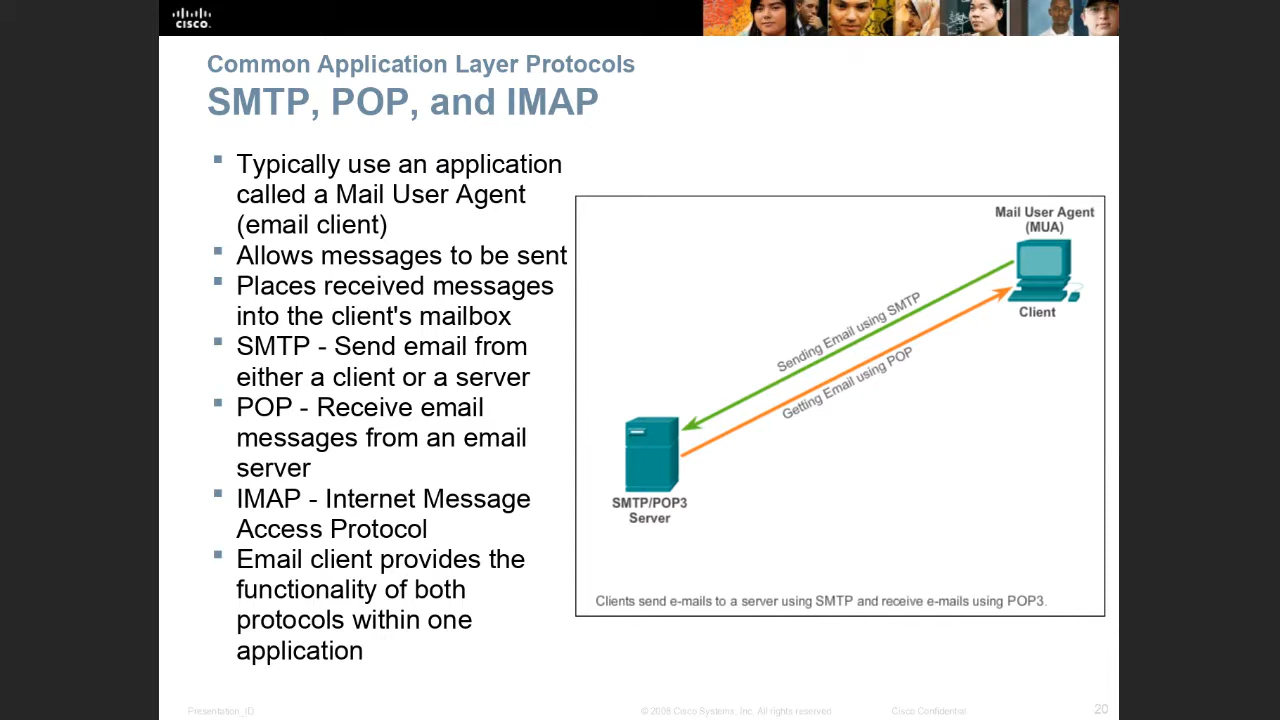 CISCO
Common Application Layer Protocols
SMTP, POP, and IMAP
Typically use an application
called a Mail User Agent
(email client)
Allows messages to be sent
Places received messages
into the client's mailbox
SMTP - Send email from
either a client or a server
POP - Receive email
messages from an email
server
IMAP - Internet Message
Access Protocol
Email client provides the
functionality of both
protocols within one
application
Mail User Agent
(MUA)
Client
Sending Email using SMTP
Getting Email using POP
SMTP/POP3
Server
Clients send e-mails to a server using SMTP and receive e-mails using POP3.
Presentation_ID
© 2008 Cisco Systems, Inc. All rights reserved.
Cisco Confidential
20